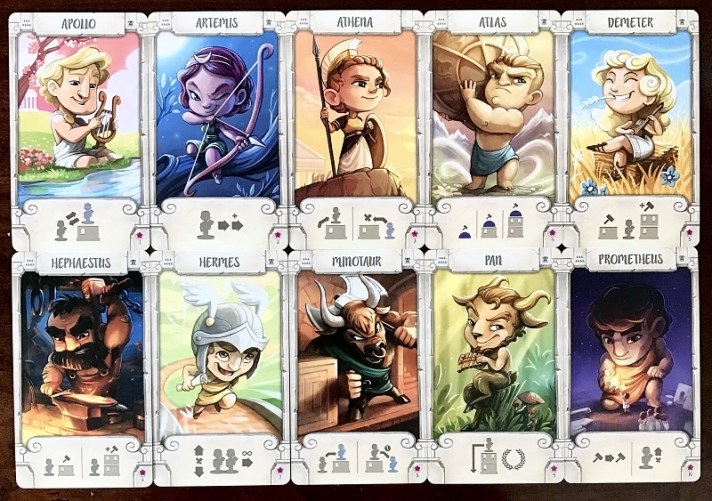 APOLLO
ARTEMIS
ATHENA
ATLAS
DEMETER
HEPHAESTUS
HERMES
MINOTAUR
PAN
PROMETHEUS